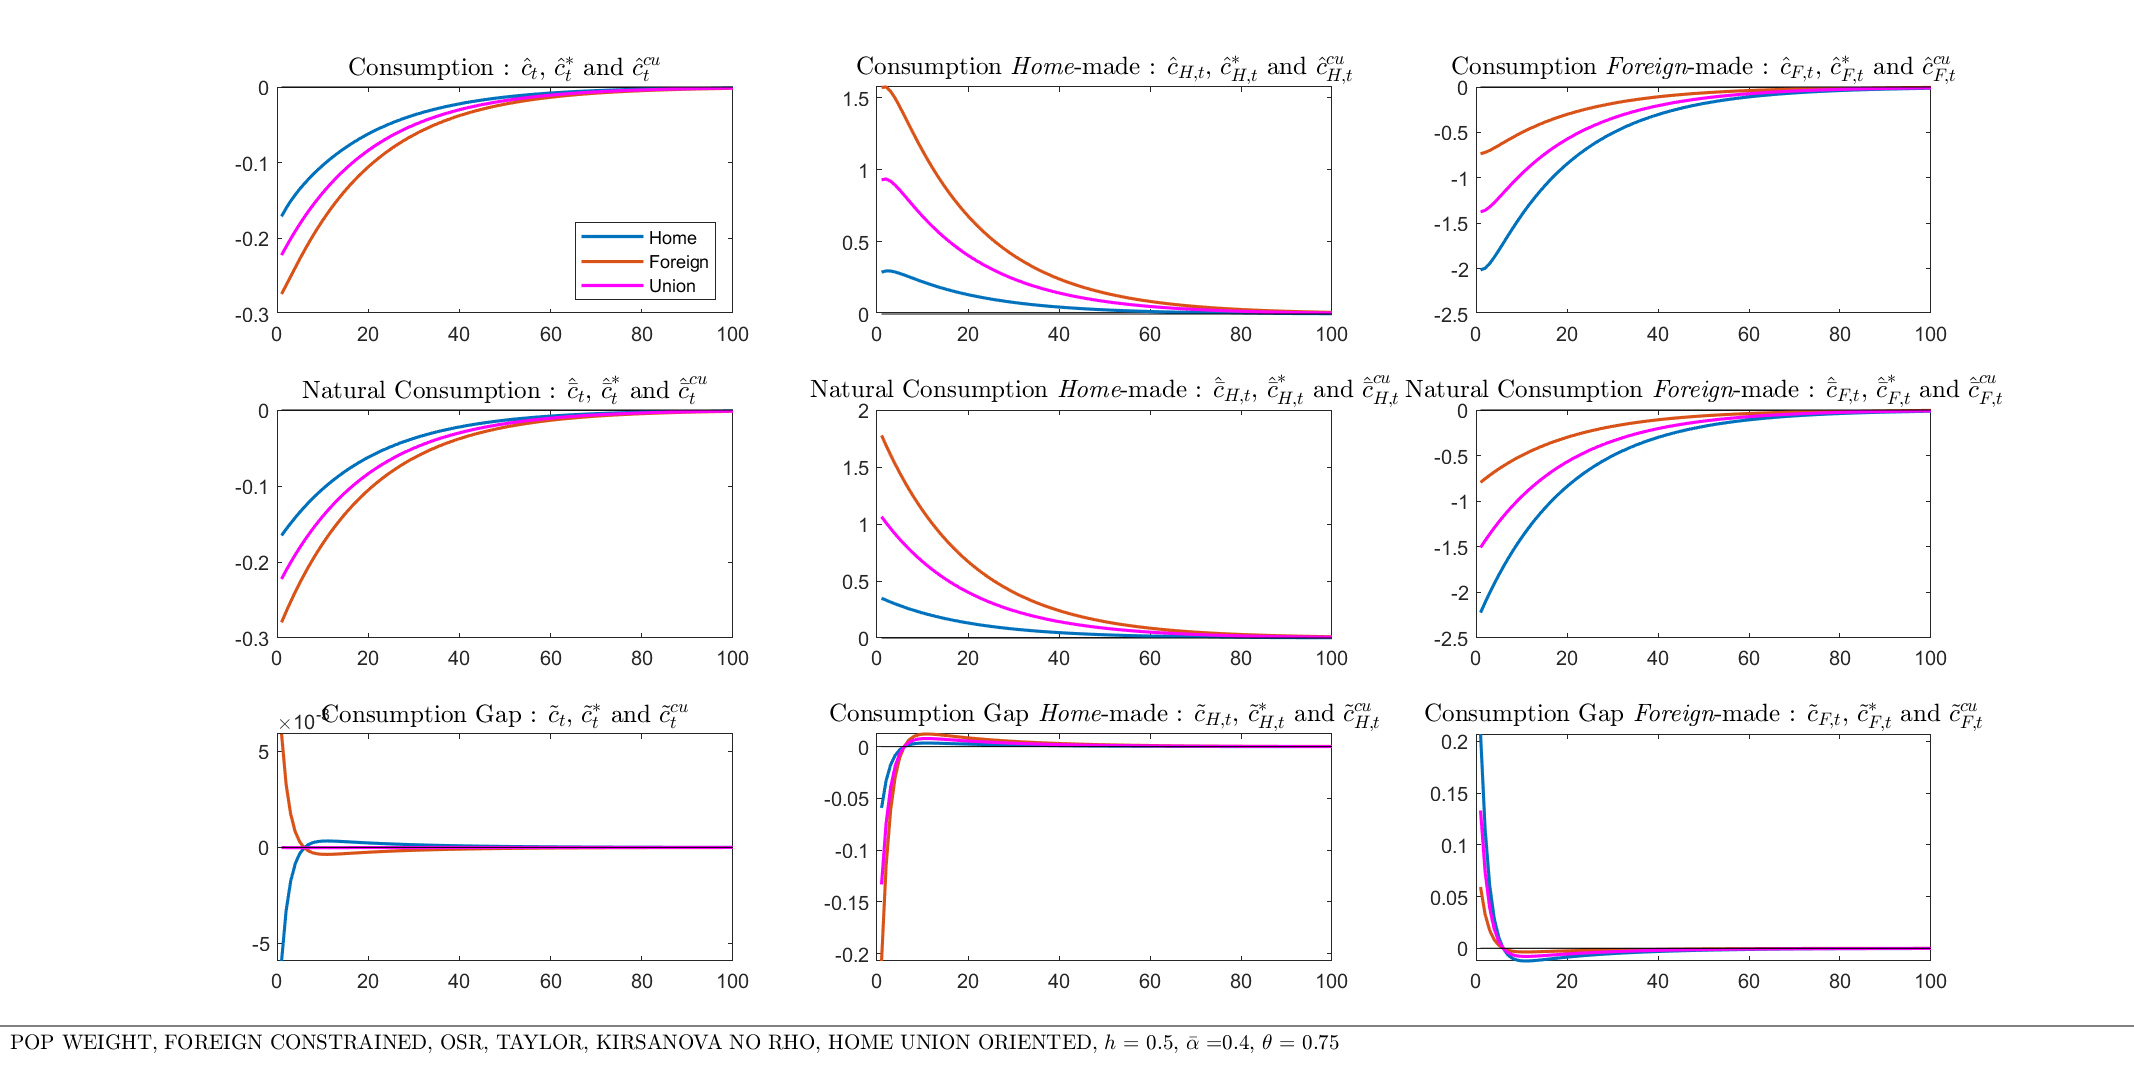 Consumption : ĉ_t, ĉ*_t and ĉ^cu_t
0
-0.1
-0.2
-0.3
0 20 40 60 80 100
Home
Foreign
Union
Consumption Home-made : ĉ_H,t, ĉ*_H,t and ĉ^cu_H,t
1.5
1
0.5
0
0 20 40 60 80 100
Consumption Foreign-made : ĉ_F,t, ĉ*_F,t and ĉ^cu_F,t
0
-0.5
-1
-1.5
-2
-2.5
0 20 40 60 80 100
Natural Consumption : c̄̂_t, c̄̂*_t and c̄̂^cu_t
0
-0.1
-0.2
-0.3
0 20 40 60 80 100
Natural Consumption Home-made : c̄̂_H,t, c̄̂*_H,t and c̄̂^cu_H,t
2
1.5
1
0.5
0
0 20 40 60 80 100
Natural Consumption Foreign-made : c̄̂_F,t, c̄̂*_F,t and c̄̂^cu_F,t
0
-0.5
-1
-1.5
-2
-2.5
0 20 40 60 80 100
Consumption Gap : c̃_t, c̃*_t and c̃^cu_t
5
0
-5
0 20 40 60 80 100
Consumption Gap Home-made : c̃_H,t, c̃*_H,t and c̃^cu_H,t
0
-0.05
-0.1
-0.15
-0.2
0 20 40 60 80 100
Consumption Gap Foreign-made : c̃_F,t, c̃*_F,t and c̃^cu_F,t
0.2
0.15
0.1
0.05
0
0 20 40 60 80 100
POP WEIGHT, FOREIGN CONSTRAINED, OSR, TAYLOR, KIRSANOVA NO RHO, HOME UNION ORIENTED, h = 0.5, ᾱ =0.4, θ = 0.75